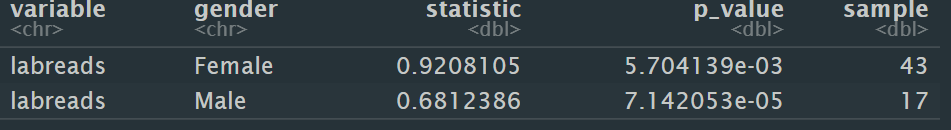 variable gender statistic p_value sample
<chr> <chr> <dbl> <dbl> <dbl>
labreads Female 0.9208105 5.704139e-03 43
labreads Male 0.6812386 7.142053e-05 17